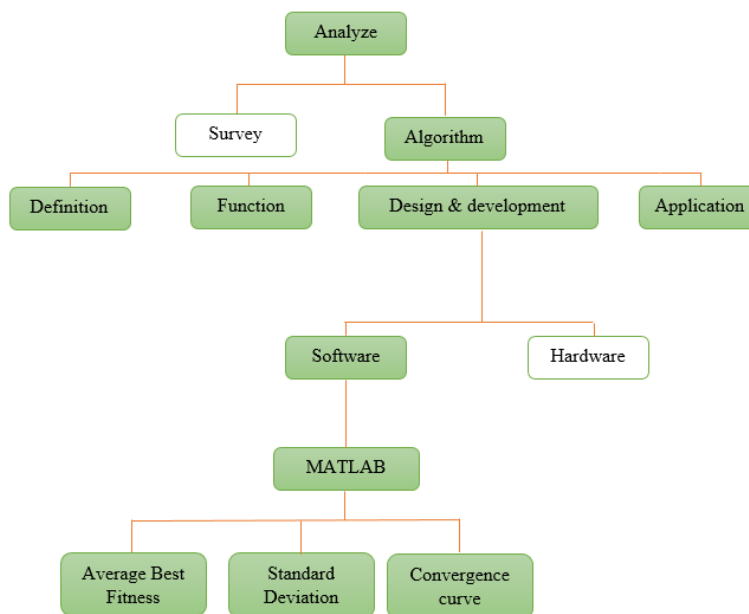 Analyze
Survey
Algorithm
Definition
Function
Design & development
Application
Software
Hardware
MATLAB
Average Best
Fitness
Standard
Deviation
Convergence
curve